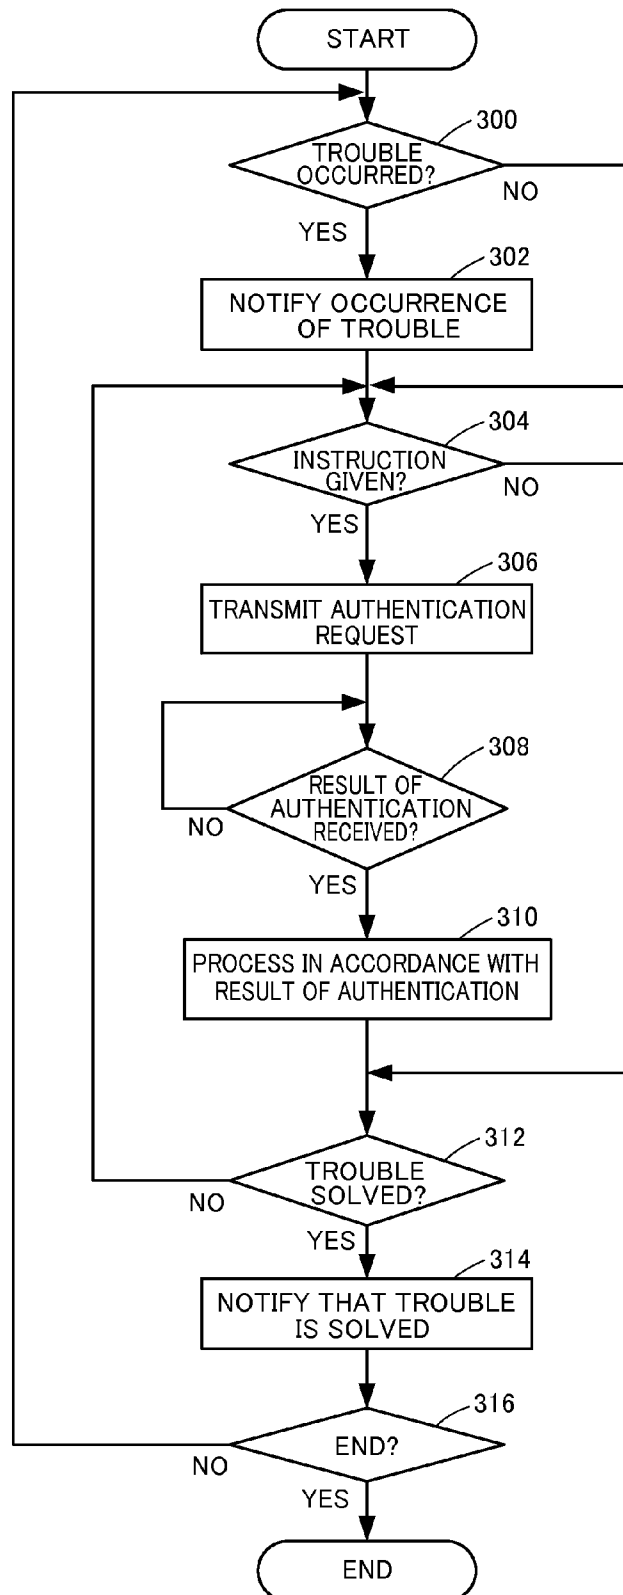 START
300
TROUBLE
OCCURRED?
NO
YES
302
NOTIFY OCCURRENCE
OF TROUBLE
304
INSTRUCTION
GIVEN?
NO
YES
306
TRANSMIT AUTHENTICATION
REQUEST
308
RESULT OF
AUTHENTICATION
RECEIVED?
NO
YES
310
PROCESS IN ACCORDANCE WITH
RESULT OF AUTHENTICATION
312
TROUBLE
SOLVED?
NO
YES
314
NOTIFY THAT TROUBLE
IS SOLVED
316
END?
NO
YES
END